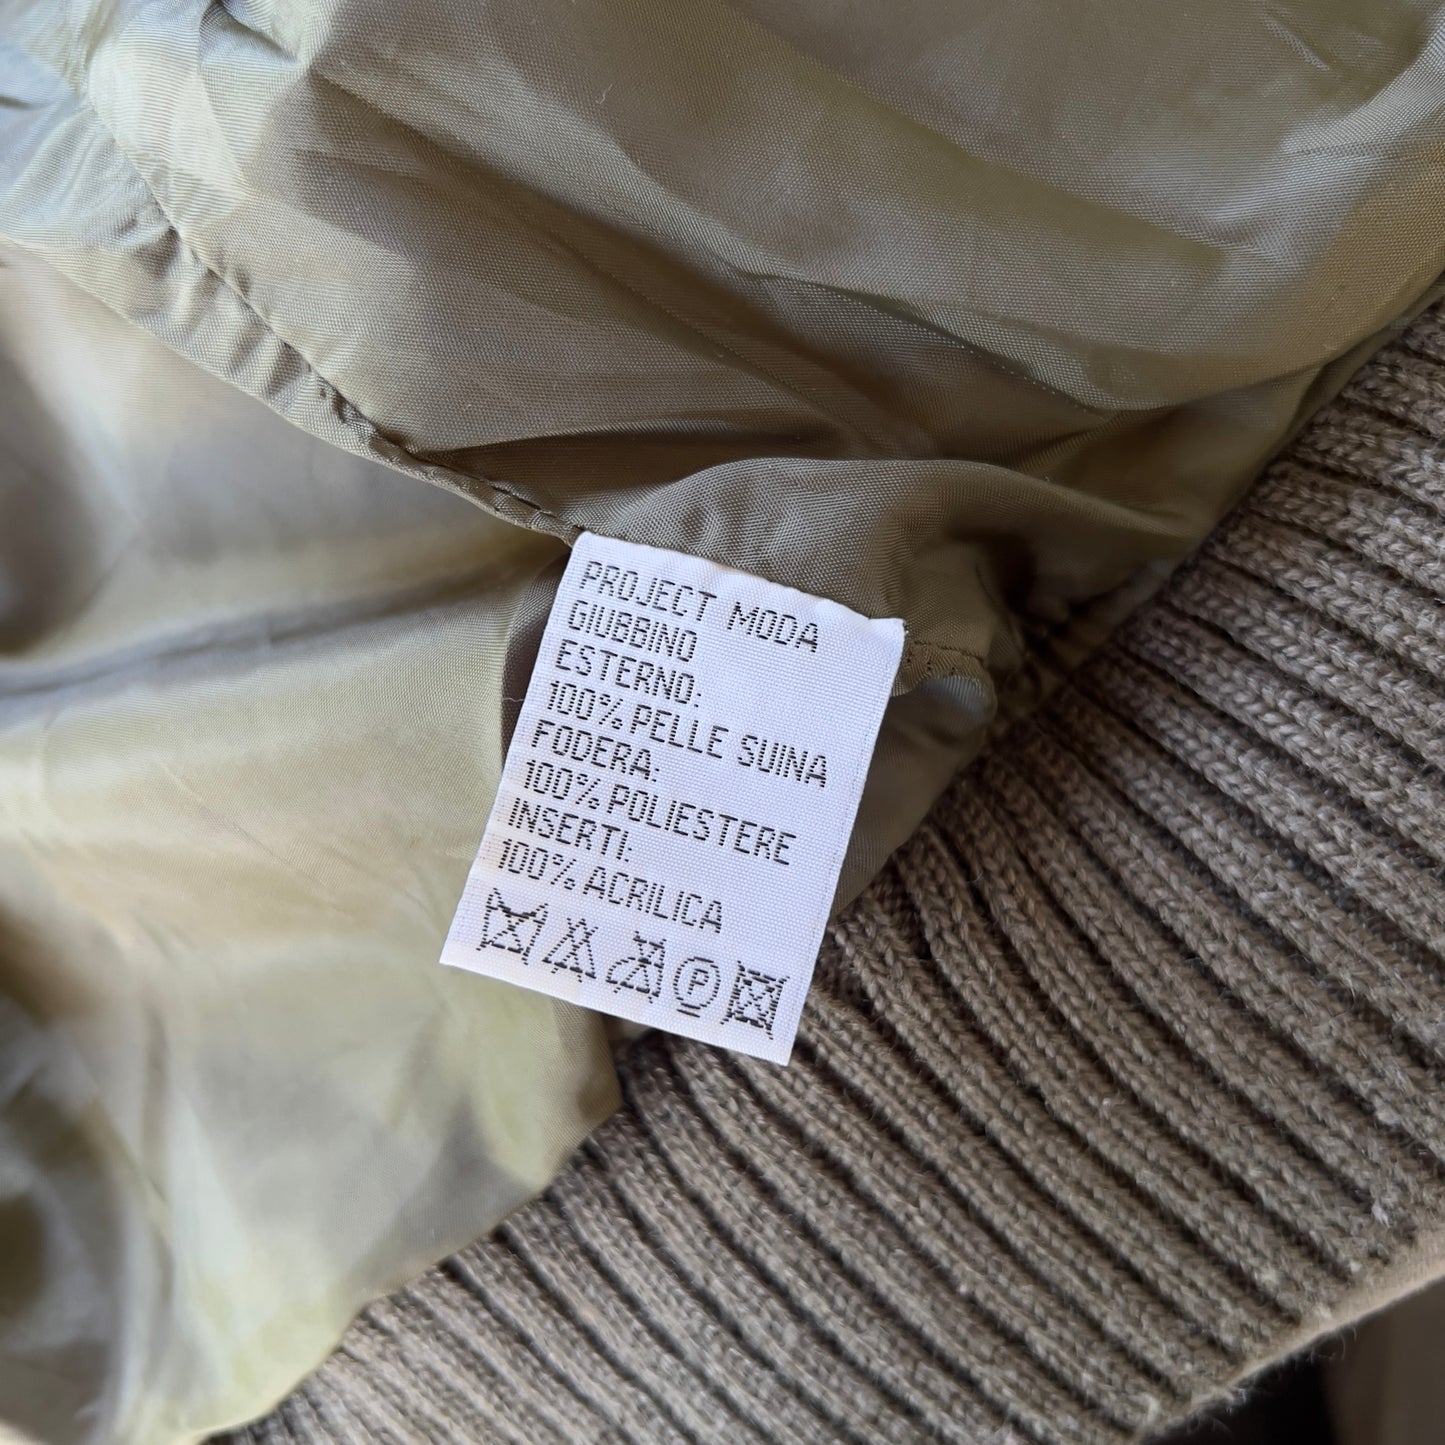 PROJECT MODA
GIUBBINO
ESTERNO:
100% PELLE SUINA
FODERA:
100% POLIESTERE
INSERTI:
100% ACRILICA
P